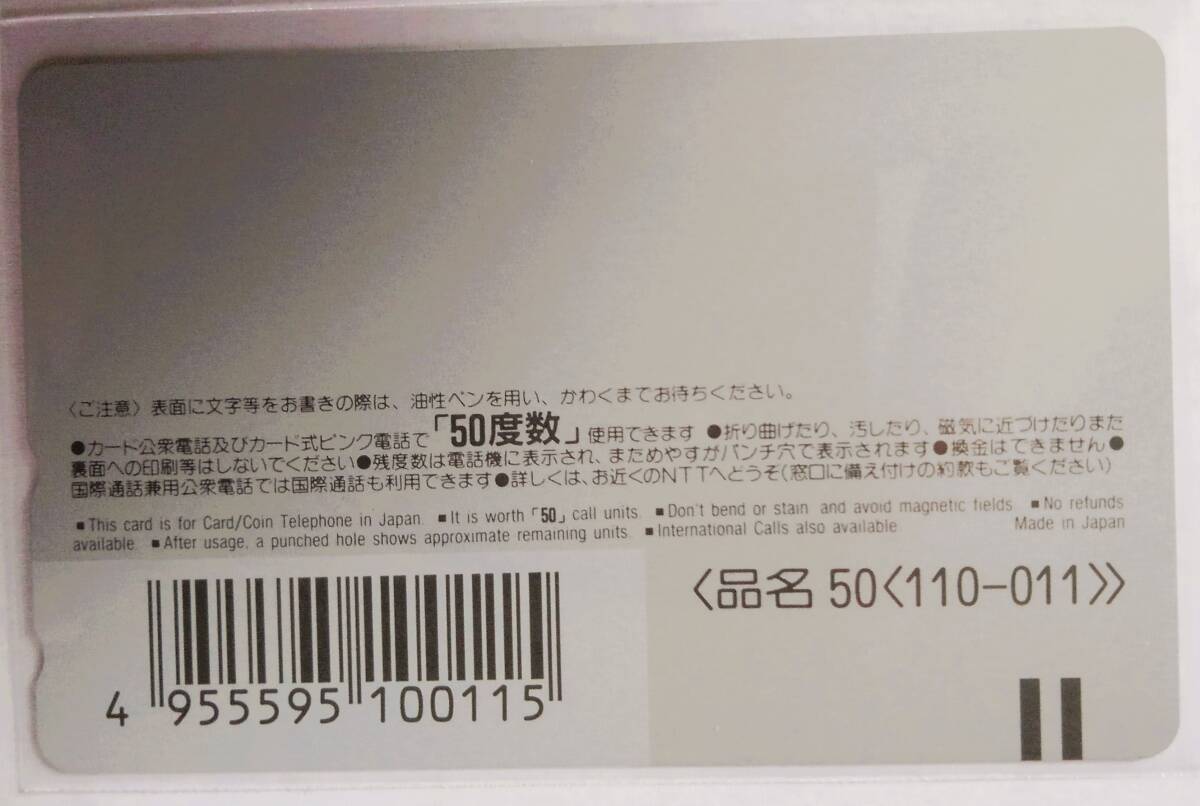 〈ご注意〉表面に文字等をお書きの際は、油性ペンを用い、かわくまでお待ちください。
●カード公衆電話及びカード式ピンク電話で「50度数」使用できます ●折り曲げたり、汚したり、磁気に近づけたりまた
裏面への印刷等はしないでください●残度数は電話機に表示され、まためやすがパンチ穴で表示されます●換金はできません●
国際通話兼用公衆電話では国際通話も利用できます●詳しくは、お近くのNTTへどうぞ(窓口に備え付けの約款もご覧ください)
■This card is for Card/Coin Telephone in Japan. ■It is worth「50」call units. ■Don't bend or stain and avoid magnetic fields. ■No refunds
available. ■After usage, a punched hole shows approximate remaining units. ■International Calls also available Made in Japan
〈品名 50〈110-011〉〉
4 955595 100115